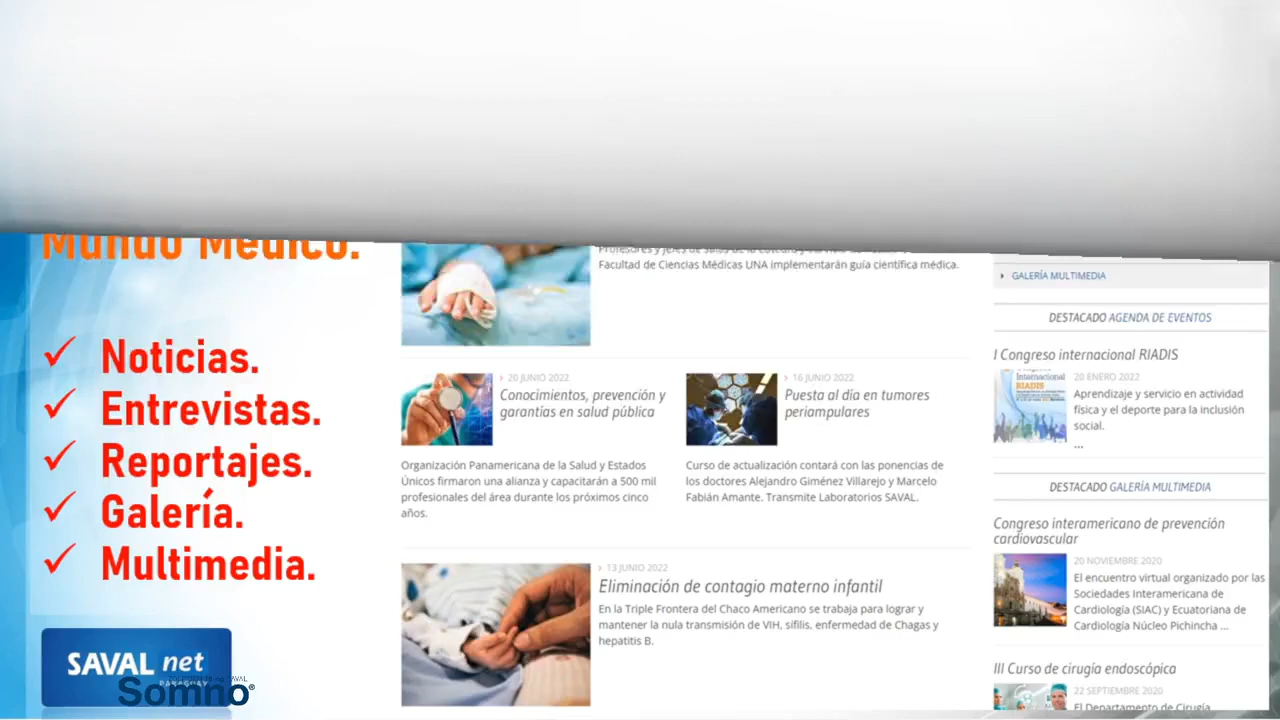 Mundo Médico.
Noticias.
Entrevistas.
Reportajes.
Galería.
Multimedia.
SAVAL net
PARAGUAY
Somno®
Facultad de Ciencias Médicas UNA implementarán guía científica médica.
› 20 JUNIO 2022
Conocimientos, prevención y
garantías en salud pública
Organización Panamericana de la Salud y Estados
Únicos firmaron una alianza y capacitarán a 500 mil
profesionales del área durante los próximos cinco
años.
› 16 JUNIO 2022
Puesta al día en tumores
periampulares
Curso de actualización contará con las ponencias de
los doctores Alejandro Giménez Villarejo y Marcelo
Fabián Amante. Transmite Laboratorios SAVAL.
› 13 JUNIO 2022
Eliminación de contagio materno infantil
En la Triple Frontera del Chaco Americano se trabaja para lograr y
mantener la nula transmisión de VIH, sífilis, enfermedad de Chagas y
hepatitis B.
GALERÍA MULTIMEDIA
DESTACADO AGENDA DE EVENTOS
I Congreso internacional RIADIS
Internacional
RIADIS
20 ENERO 2022
Aprendizaje y servicio en actividad
física y el deporte para la inclusión
social.
...
DESTACADO GALERÍA MULTIMEDIA
Congreso interamericano de prevención
cardiovascular
20 NOVIEMBRE 2020
El encuentro virtual organizado por las
Sociedades Interamericana de
Cardiología (SIAC) y Ecuatoriana de
Cardiología Núcleo Pichincha ...
III Curso de cirugía endoscópica
22 SEPTIEMBRE 2020
El Departamento de Cirugía